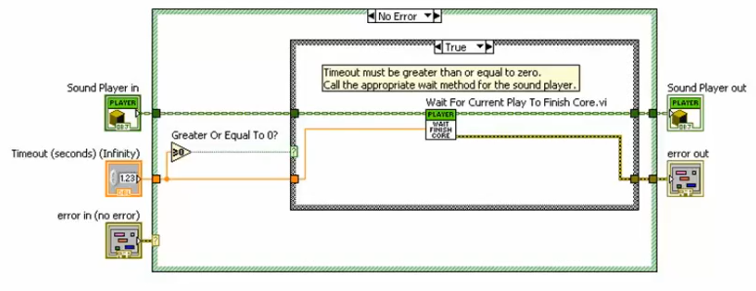 No Error
True
Timeout must be greater than or equal to zero.
Call the appropriate wait method for the sound player.
Sound Player in
Wait For Current Play To Finish Core.vi
Sound Player out
PLAYER
PLAYER
PLAYER
WAIT
FINISH
CORE
Greater Or Equal To 0?
≥0
?
Timeout (seconds) (Infinity)
1.23
error out
error in (no error)
?